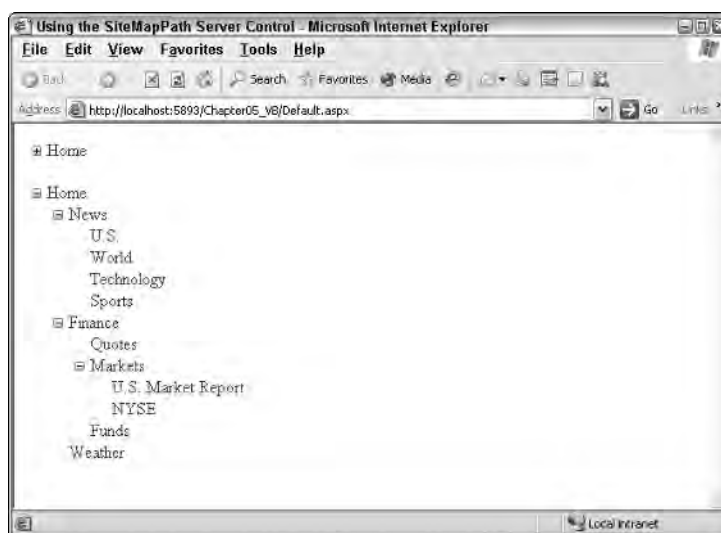 Using the SiteMapPath Server Control - Microsoft Internet Explorer
File Edit View Favorites Tools Help
Back Search Favorites Media
Address http://localhost:5893/Chapter05_VB/Default.aspx Go Links »
Home
Home
News
U.S.
World
Technology
Sports
Finance
Quotes
Markets
U.S. Market Report
NYSE
Funds
Weather
Local intranet